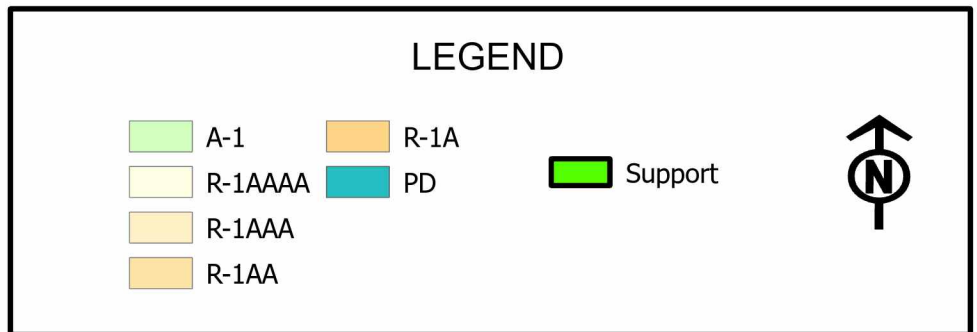 LEGEND
A-1
R-1AAAA
R-1AAA
R-1AA
R-1A
PD
Support
N